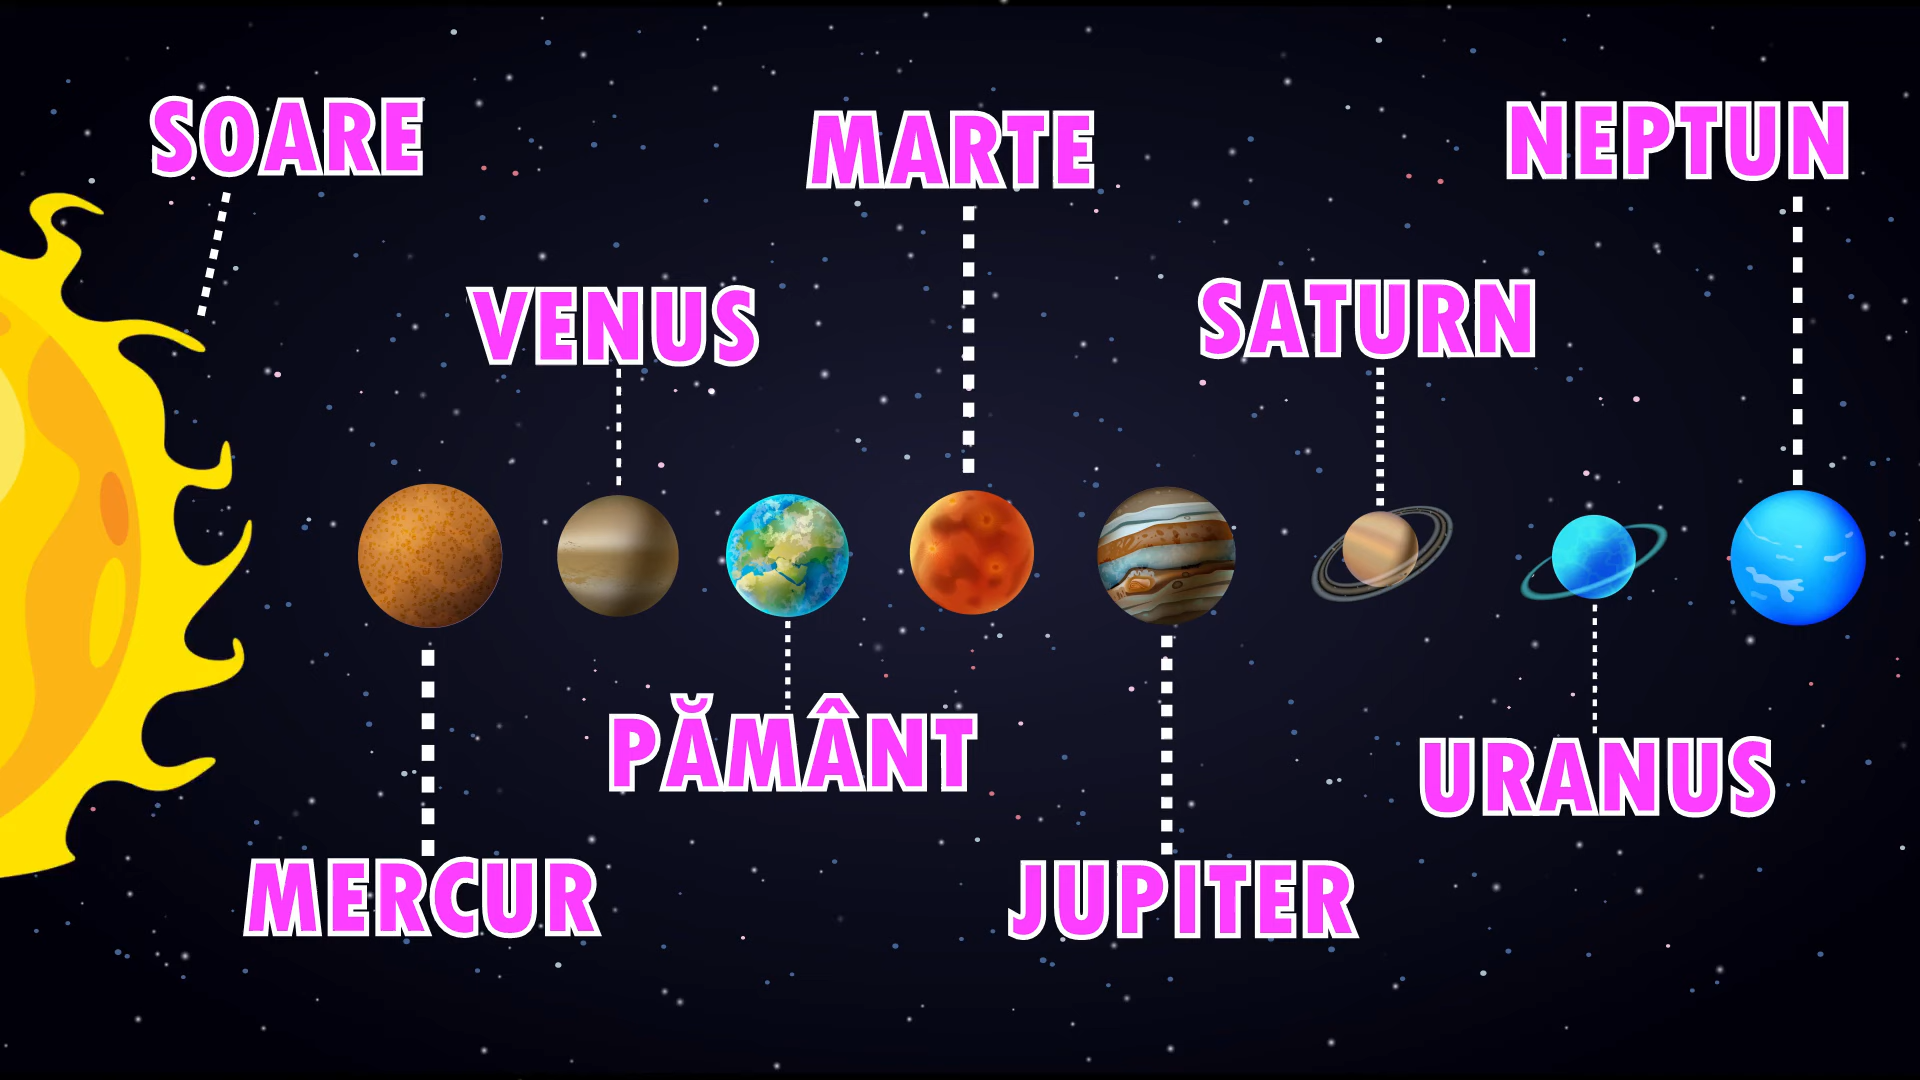 SOARE
MARTE
NEPTUN
VENUS
SATURN
PĂMÂNT
URANUS
MERCUR
JUPITER